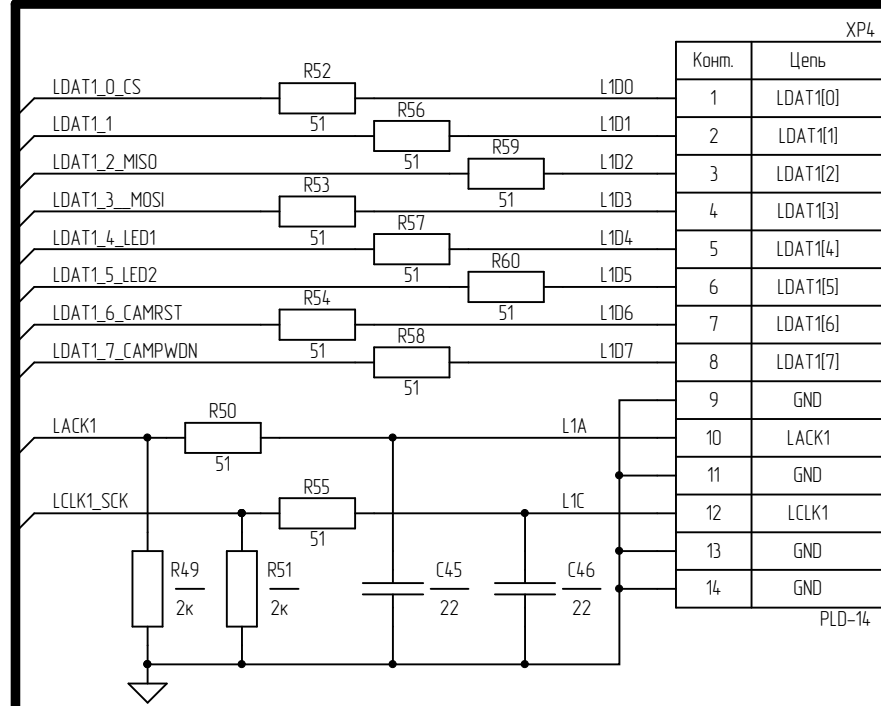 XP4
Конт. Цепь
LDAT1_0_CS R52 51 L1D0 1 LDAT1[0]
LDAT1_1 R56 51 L1D1 2 LDAT1[1]
LDAT1_2_MISO R59 51 L1D2 3 LDAT1[2]
LDAT1_3__MOSI R53 51 L1D3 4 LDAT1[3]
LDAT1_4_LED1 R57 51 L1D4 5 LDAT1[4]
LDAT1_5_LED2 R60 51 L1D5 6 LDAT1[5]
LDAT1_6_CAMRST R54 51 L1D6 7 LDAT1[6]
LDAT1_7_CAMPWDN R58 51 L1D7 8 LDAT1[7]
9 GND
LACK1 R50 51 L1A 10 LACK1
11 GND
LCLK1_SCK R55 51 L1C 12 LCLK1
13 GND
14 GND
PLD-14
R49 R51 C45 C46
2к 2к 22 22